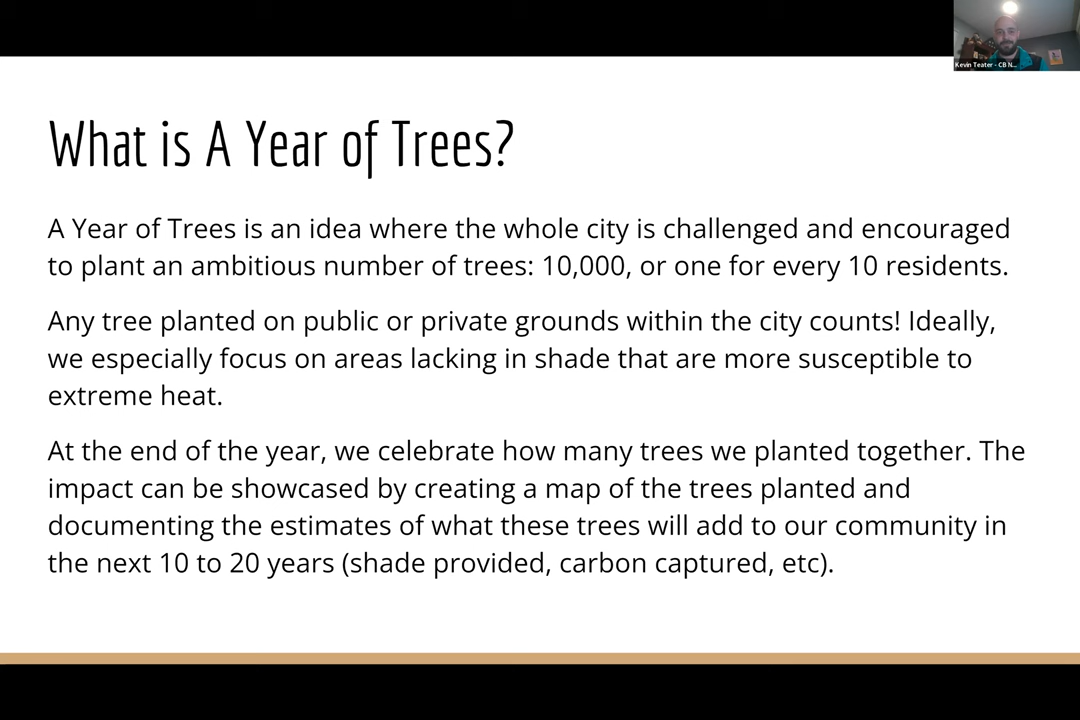 Kevin Teater - CB N...
What is A Year of Trees?
A Year of Trees is an idea where the whole city is challenged and encouraged
to plant an ambitious number of trees: 10,000, or one for every 10 residents.
Any tree planted on public or private grounds within the city counts! Ideally,
we especially focus on areas lacking in shade that are more susceptible to
extreme heat.
At the end of the year, we celebrate how many trees we planted together. The
impact can be showcased by creating a map of the trees planted and
documenting the estimates of what these trees will add to our community in
the next 10 to 20 years (shade provided, carbon captured, etc).